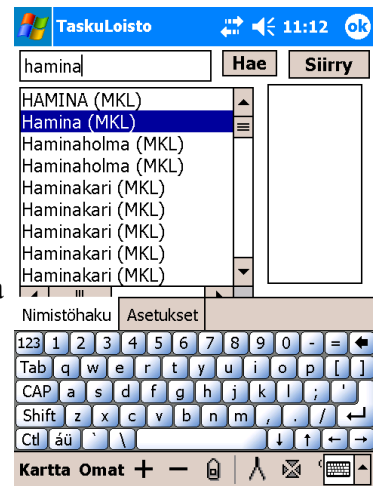 TaskuLoisto 11:12 ok
hamina Hae Siirry
HAMINA (MKL)
Hamina (MKL)
Haminaholma (MKL)
Haminaholma (MKL)
Haminakari (MKL)
Haminakari (MKL)
Haminakari (MKL)
Haminakari (MKL)
Haminakari (MKL)
a
Nimistöhaku Asetukset
123 1 2 3 4 5 6 7 8 9 0 - =
Tab q w e r t y u i o p [ ]
CAP a s d f g h j k l ; '
Shift z x c v b n m , . /
Ctl áü ` \
Kartta Omat + −